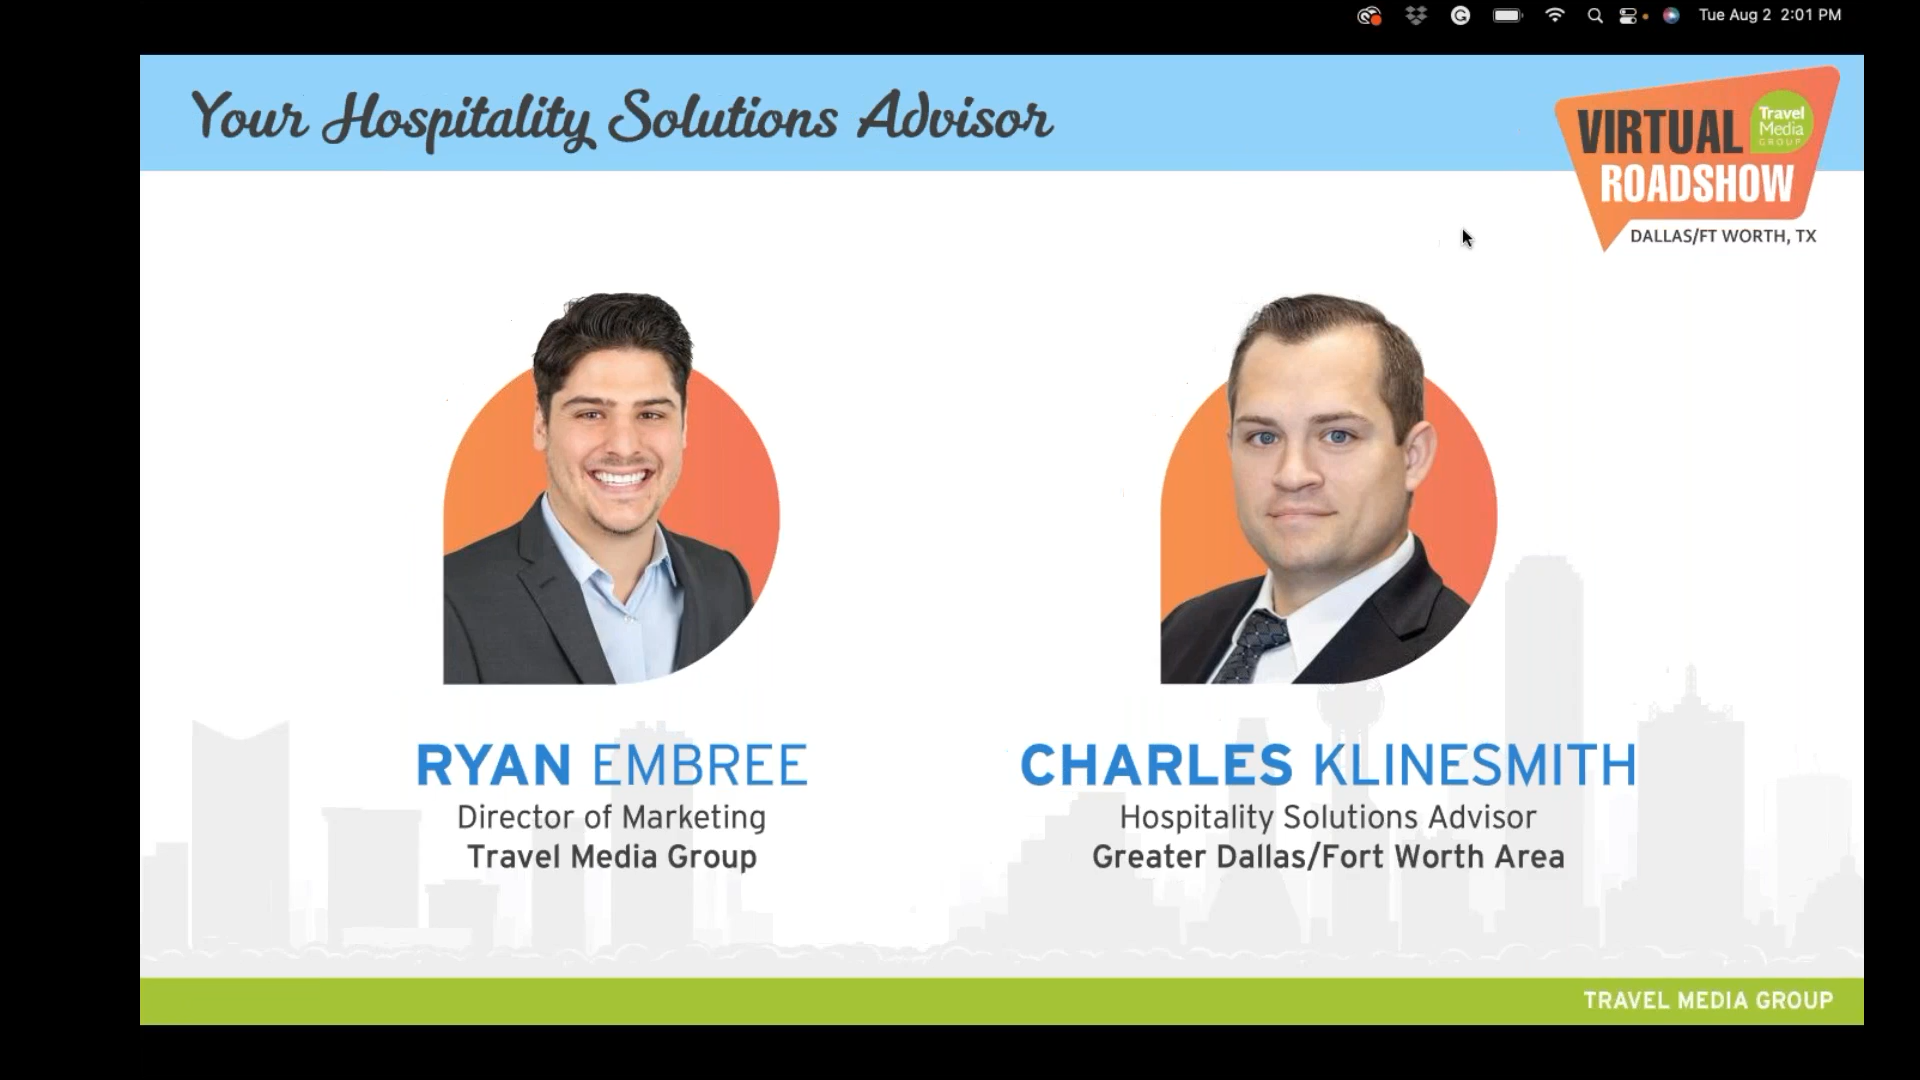 Tue Aug 2 2:01 PM
Your Hospitality Solutions Advisor
VIRTUAL
Travel
Media
GROUP
ROADSHOW
DALLAS/FT WORTH, TX
RYAN EMBREE
Director of Marketing
Travel Media Group
CHARLES KLINESMITH
Hospitality Solutions Advisor
Greater Dallas/Fort Worth Area
TRAVEL MEDIA GROUP